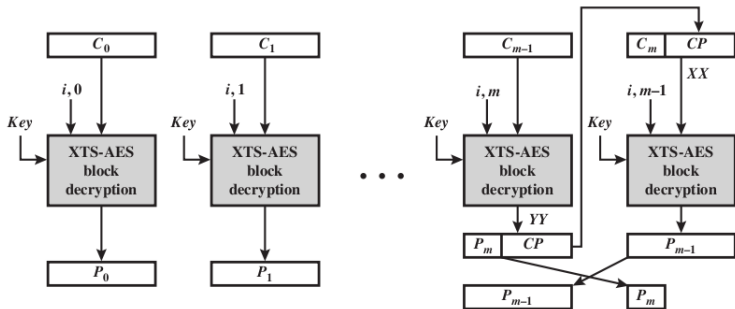 C0 C1 Cm–1 Cm CP
XX
i, 0 i, 1 i, m i, m–1
Key Key Key Key
XTS-AES XTS-AES XTS-AES XTS-AES
block block block block
decryption decryption • • • decryption decryption
YY
Pm CP Pm–1
P0 P1
Pm–1 Pm